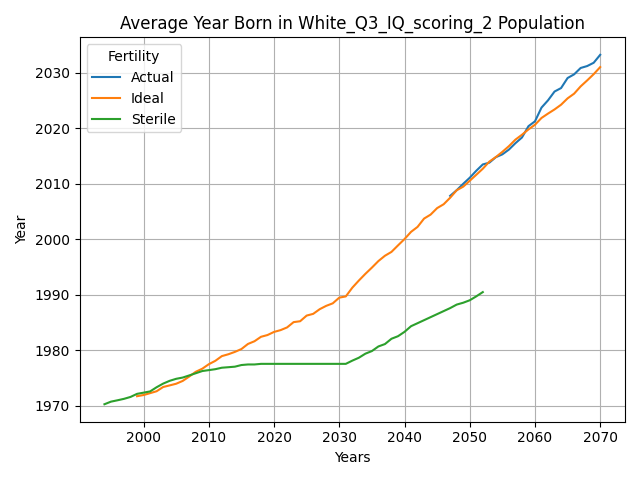 Average Year Born in White_Q3_IQ_scoring_2 Population
Fertility
Actual
Ideal
Sterile
2030
2020
2010
2000
1990
1980
1970
Year
2000 2010 2020 2030 2040 2050 2060 2070
Years